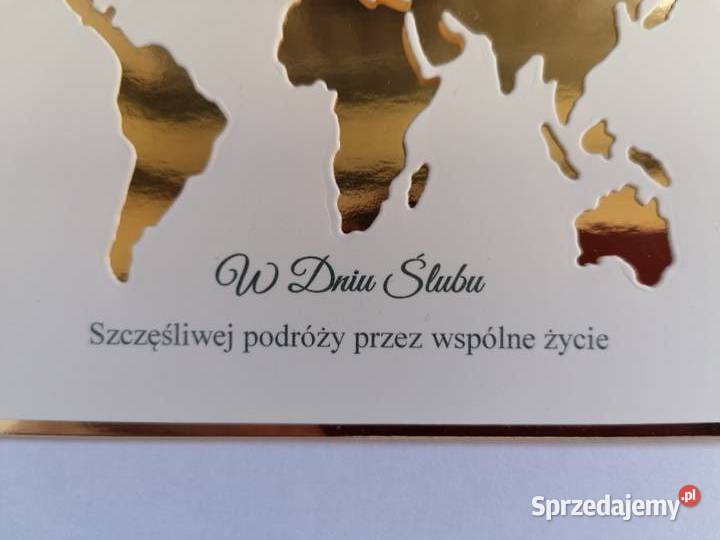 W Dniu Ślubu
Szczęśliwej podróży przez wspólne życie
Sprzedajemy.pl